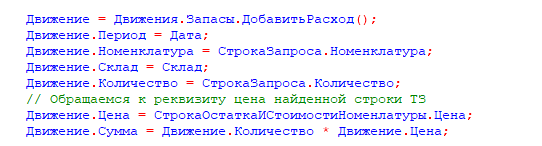 Движение = Движения.Запасы.ДобавитьРасход();
Движение.Период = Дата;
Движение.Номенклатура = СтрокаЗапроса.Номенклатура;
Движение.Склад = Склад;
Движение.Количество = СтрокаЗапроса.Количество;
// Обращаемся к реквизиту цена найденной строки ТЗ
Движение.Цена = СтрокаОстаткаИСтоимостиНоменлатуры.Цена;
Движение.Сумма = Движение.Количество * Движение.Цена;